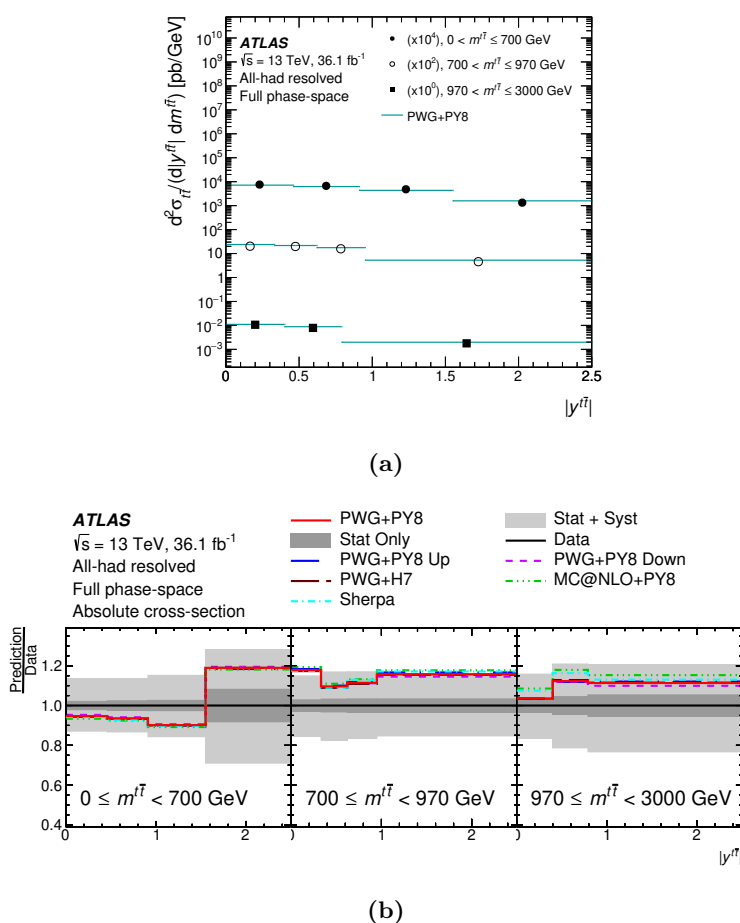 ATLAS
√s = 13 TeV, 36.1 fb⁻¹
All-had resolved
Full phase-space
(x10⁴), 0 < m^{tt̄} ≤ 700 GeV
(x10²), 700 < m^{tt̄} ≤ 970 GeV
(x10⁰), 970 < m^{tt̄} ≤ 3000 GeV
PWG+PY8
d²σ_{tt̄}/(d|y^{tt̄}| dm^{tt̄}) [pb/GeV]
10¹⁰
10⁹
10⁸
10⁷
10⁶
10⁵
10⁴
10³
10²
10
1
10⁻¹
10⁻²
10⁻³
0 0.5 1 1.5 2 2.5
|y^{tt̄}|
(a)
ATLAS
√s = 13 TeV, 36.1 fb⁻¹
All-had resolved
Full phase-space
Absolute cross-section
PWG+PY8
Stat Only
PWG+PY8 Up
PWG+H7
Sherpa
Stat + Syst
Data
PWG+PY8 Down
MC@NLO+PY8
Prediction
Data
1.2
1.0
0.8
0.6
0.4
0 ≤ m^{tt̄} < 700 GeV
700 ≤ m^{tt̄} < 970 GeV
970 ≤ m^{tt̄} < 3000 GeV
0 1 2 0 1 2 0 1 2
|y^{tt̄}|
(b)